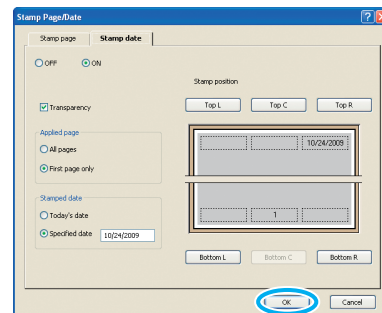 Stamp Page/Date
Stamp page Stamp date
OFF ON
Stamp position
Transparency
Top L Top C Top R
Applied page
All pages
First page only
10/24/2009
Stamped date
Today's date
Specified date 10/24/2009
1
Bottom L Bottom C Bottom R
OK Cancel